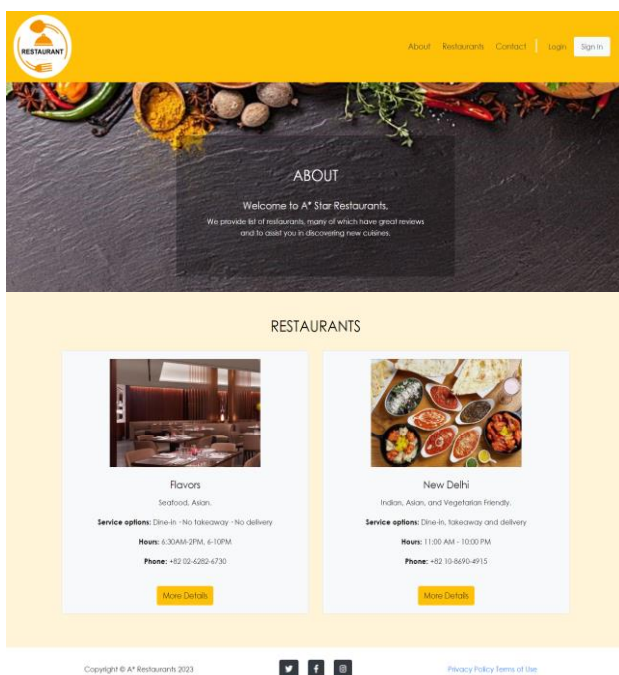 RESTAURANT
About Restaurants Contact Login Sign In
ABOUT
Welcome to A* Star Restaurants.
We provide list of restaurants, many of which have great reviews
and to assist you in discovering new cuisines.
RESTAURANTS
Flavors
Seafood, Asian.
Service options: Dine-in - No takeaway - No delivery
Hours: 6:30AM-2PM, 6-10PM
Phone: +82 02-6282-6730
More Details
New Delhi
Indian, Asian, and Vegetarian Friendly.
Service options: Dine-in, takeaway and delivery
Hours: 11:00 AM - 10:00 PM
Phone: +82 10-8690-4915
More Details
Copyright © A* Restaurants 2023
Privacy Policy Terms of Use